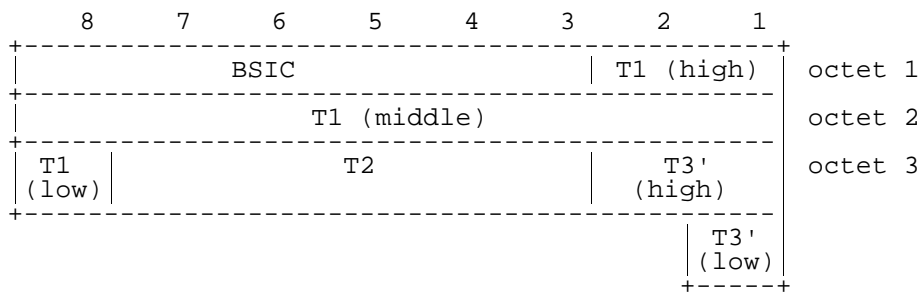 8 7 6 5 4 3 2 1
BSIC T1 (high) octet 1
T1 (middle) octet 2
T1 T2 T3' octet 3
(low) (high)
T3'
(low)